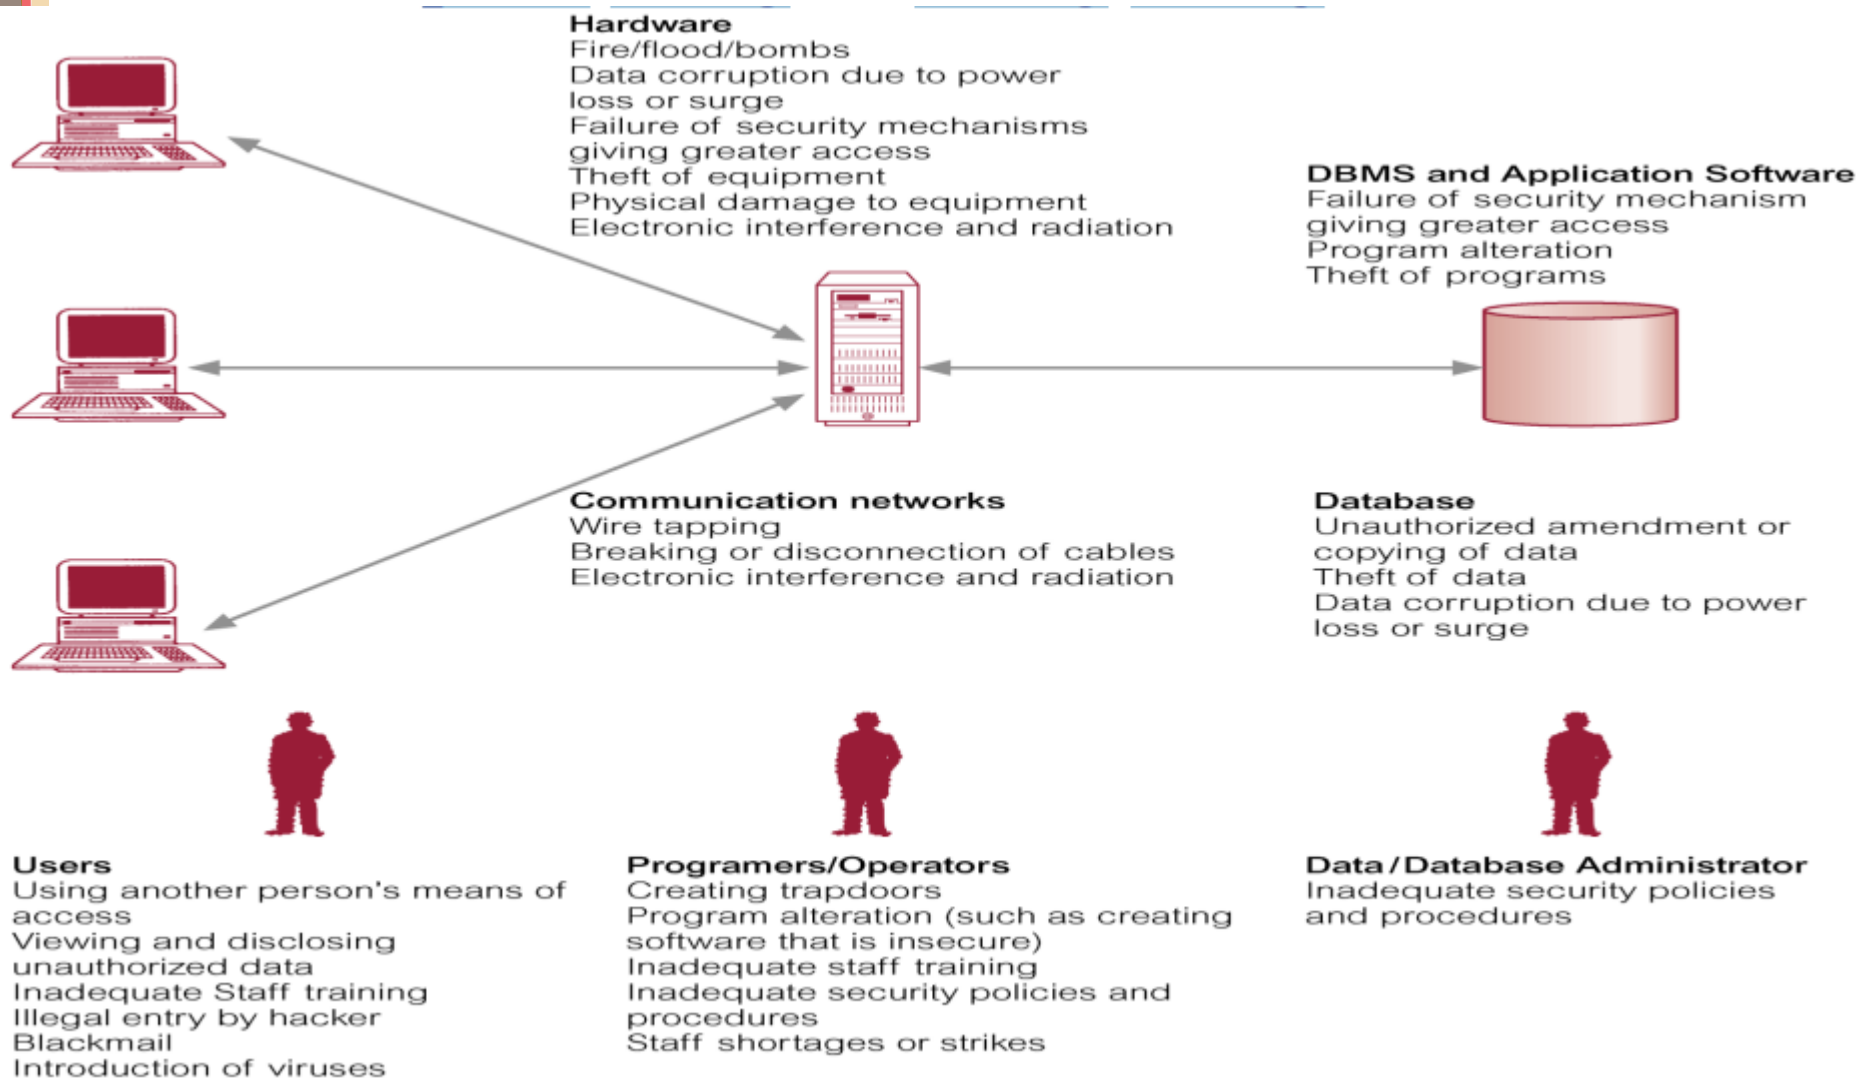 Hardware
Fire/flood/bombs
Data corruption due to power
loss or surge
Failure of security mechanisms
giving greater access
Theft of equipment
Physical damage to equipment
Electronic interference and radiation
DBMS and Application Software
Failure of security mechanism
giving greater access
Program alteration
Theft of programs
Communication networks
Wire tapping
Breaking or disconnection of cables
Electronic interference and radiation
Database
Unauthorized amendment or
copying of data
Theft of data
Data corruption due to power
loss or surge
Users
Using another person's means of
access
Viewing and disclosing
unauthorized data
Inadequate Staff training
Illegal entry by hacker
Blackmail
Introduction of viruses
Programers/Operators
Creating trapdoors
Program alteration (such as creating
software that is insecure)
Inadequate staff training
Inadequate security policies and
procedures
Staff shortages or strikes
Data/Database Administrator
Inadequate security policies
and procedures